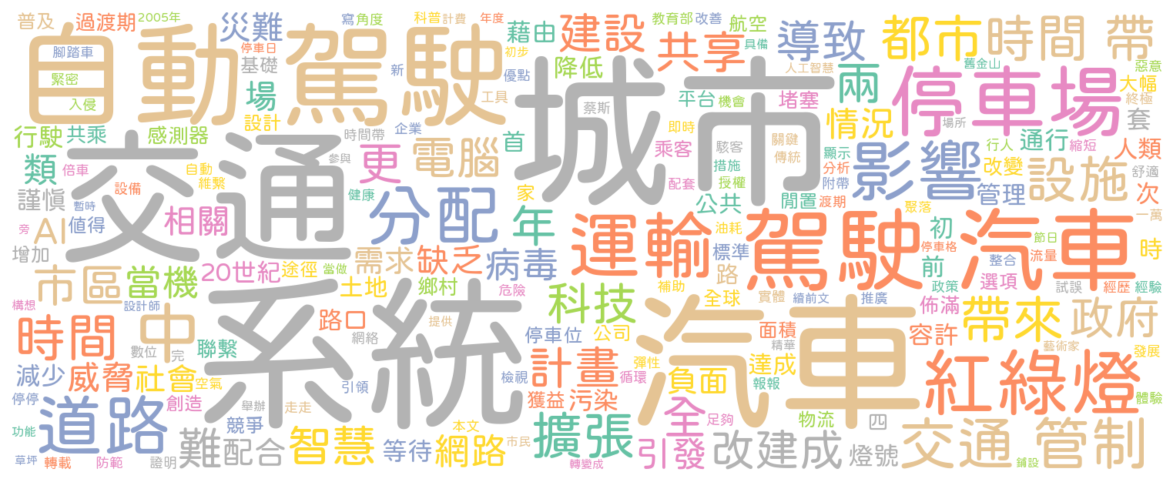 普及
過渡期
2005年
災難
寫
角度
科普
計費
年度
藉由
建設
教育部
改善
航空
導致
都市
時間 帶
自動駕駛
腳踏車
停車日
基礎
新
優點
初步
共享
具備
舊金山
惡意
緊密
場
工具
降低
人工智慧
兩
停車場
大幅
終極
入侵
設計
城市
平台
機會
堵塞
套
行駛
共乘
感測器
企業
首
蔡斯
即時
情況
場所
行人
縮短
通行
人類
類
倍車
時間帶
電腦
乘客
駭客
關鍵
傳統
顯示
影響
改變
設施
舒適
交通
更
參與
措施
分析
謹慎
設備
自動
雜繫
健康
家
配套
授權
附帶
管理
次
暫時
相關
分配
年
公共
閒置
渡期
聚落
一萬
旁
AI
值得
運輸
油耗
駕駛
初
節日
汽車
停車格
流量
時
增加
20世紀
途徑
需求
缺乏
病毒
標準
路
前
整合
政策
選項
試誤
經歷
經驗
市區
當機
當做
土地
鄉村
科技
補助
全球
實體
續前文
推廣
佈滿
帶來
政府
構想
設計師
系統
危險
時間
中
數位
完
路口
網絡
提供
停車位
公司
汽車
面積
精華
容許
紅綠燈
藝術家
發展
聯繫
減少
威脅
社會
空氣
引領
檢視
計畫
循環
彈性
負面
達成
報報
停停
創造
舉辦
走走
獲益
污染
全
足夠
物流
四
體驗
功能
道路
競爭
本文
擴張
草坪
轉載
防範
證明
難
配合
智慧
等待
市民
網路
轉變成
引發
改建成
燈號
交通 管制
鋪設